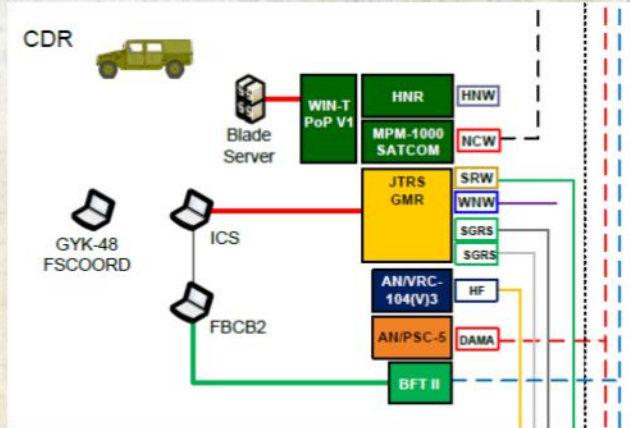 CDR
Blade
Server
WIN-T
PoP V1
HNR
HNW
MPM-1000
SATCOM
NCW
JTRS
GMR
SRW
WNW
SGRS
SGRS
GYK-48
FSCOORD
ICS
AN/VRC-
104(V)3
HF
FBCB2
AN/PSC-5
DAMA
BFT II